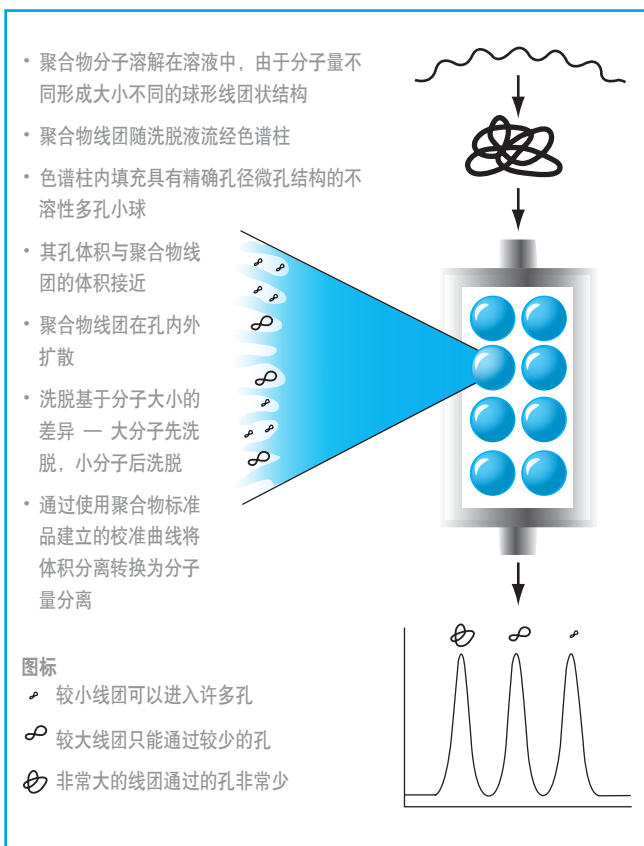 • 聚合物分子溶解在溶液中，由于分子量不
同形成大小不同的球形线团状结构
• 聚合物线团随洗脱液流经色谱柱
• 色谱柱内填充具有精确孔径微孔结构的不
溶性多孔小球
• 其孔体积与聚合物线
团的体积接近
• 聚合物线团在孔内外
扩散
• 洗脱基于分子大小的
差异 — 大分子先洗
脱，小分子后洗脱
• 通过使用聚合物标准
品建立的校准曲线将
体积分离转换为分子
量分离
图标
较小线团可以进入许多孔
较大线团只能通过较少的孔
非常大的线团通过的孔非常少